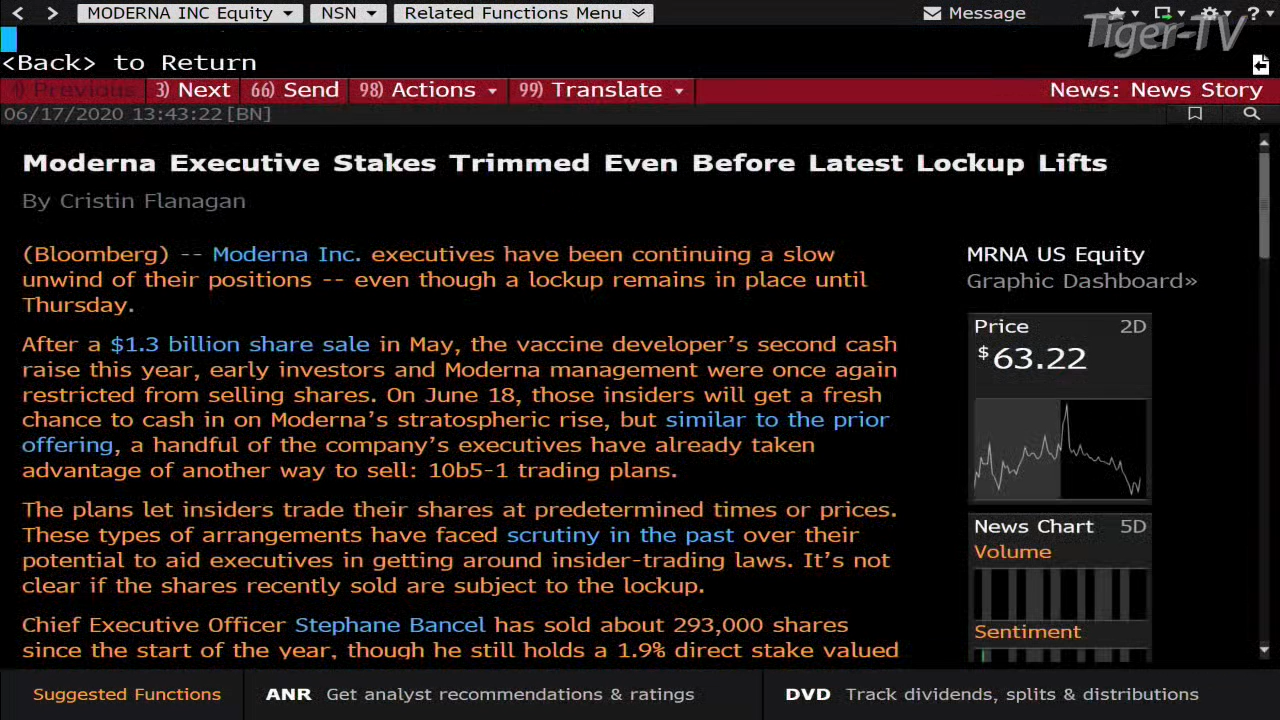 MODERNA INC Equity NSN Related Functions Menu Message ?
Tiger-TV
<Back> to Return
1) Previous 3) Next 66) Send 98) Actions 99) Translate News: News Story
06/17/2020 13:43:22[BN]
Moderna Executive Stakes Trimmed Even Before Latest Lockup Lifts
By Cristin Flanagan
(Bloomberg) -- Moderna Inc. executives have been continuing a slow
unwind of their positions -- even though a lockup remains in place until
Thursday.
After a $1.3 billion share sale in May, the vaccine developer's second cash
raise this year, early investors and Moderna management were once again
restricted from selling shares. On June 18, those insiders will get a fresh
chance to cash in on Moderna's stratospheric rise, but similar to the prior
offering, a handful of the company's executives have already taken
advantage of another way to sell: 10b5-1 trading plans.
The plans let insiders trade their shares at predetermined times or prices.
These types of arrangements have faced scrutiny in the past over their
potential to aid executives in getting around insider-trading laws. It's not
clear if the shares recently sold are subject to the lockup.
Chief Executive Officer Stephane Bancel has sold about 293,000 shares
since the start of the year, though he still holds a 1.9% direct stake valued
MRNA US Equity
Graphic Dashboard»
Price 2D
$63.22
News Chart 5D
Volume
Sentiment
Suggested Functions ANR Get analyst recommendations & ratings DVD Track dividends, splits & distributions